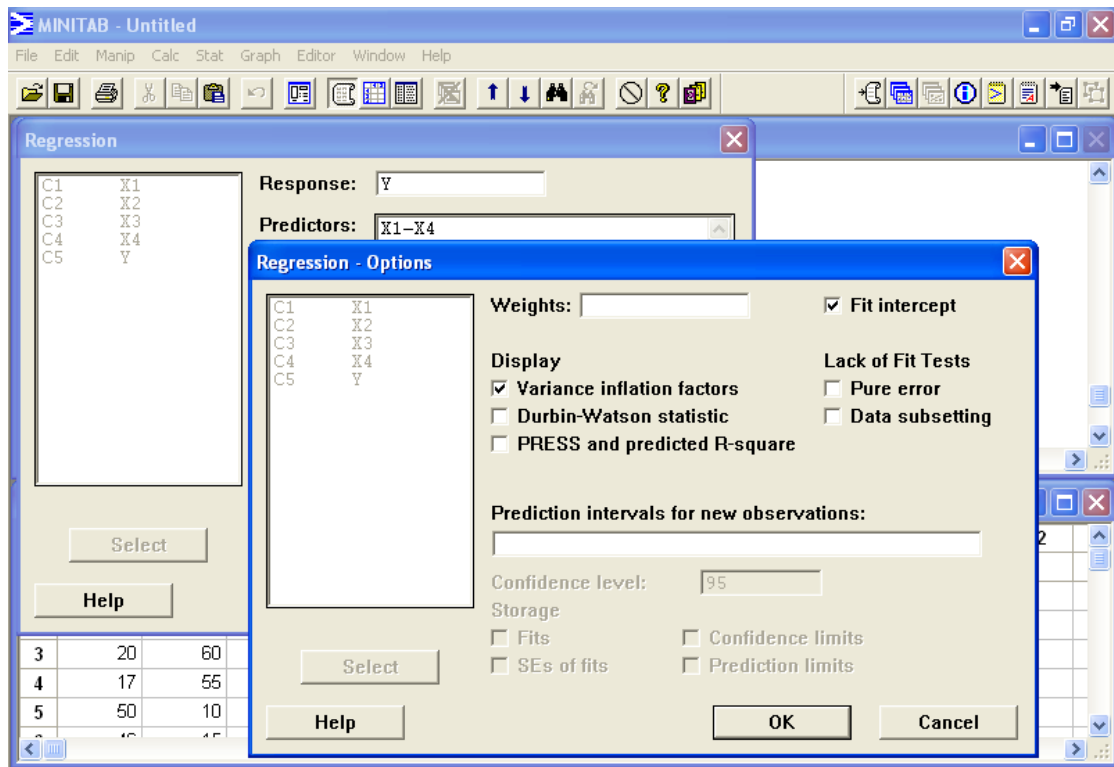 MINITAB - Untitled
File Edit Manip Calc Stat Graph Editor Window Help
Regression
C1 X1
C2 X2
C3 X3
C4 X4
C5 Y
Response: Y
Predictors: X1-X4
Select
Help
Regression - Options
C1 X1
C2 X2
C3 X3
C4 X4
C5 Y
Weights:
Fit intercept
Display
Variance inflation factors
Durbin-Watson statistic
PRESS and predicted R-square
Lack of Fit Tests
Pure error
Data subsetting
Prediction intervals for new observations:
Confidence level: 95
Storage
Fits
SEs of fits
Confidence limits
Prediction limits
Select
Help
OK
Cancel
2
3 20 60
4 17 55
5 50 10